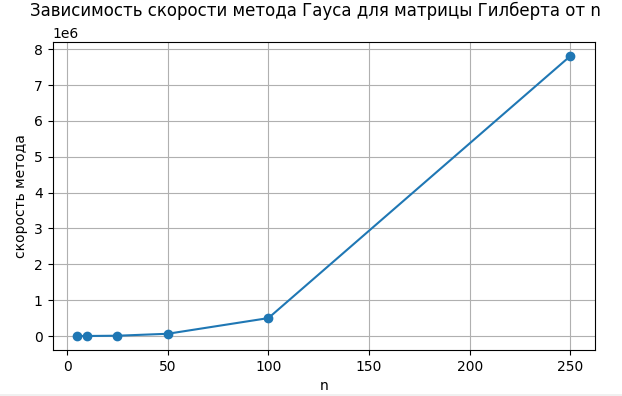 Зависимость скорости метода Гауса для матрицы Гилберта от n
1e6
8
7
6
5
4
3
2
1
0
скорость метода
0 50 100 150 200 250
n